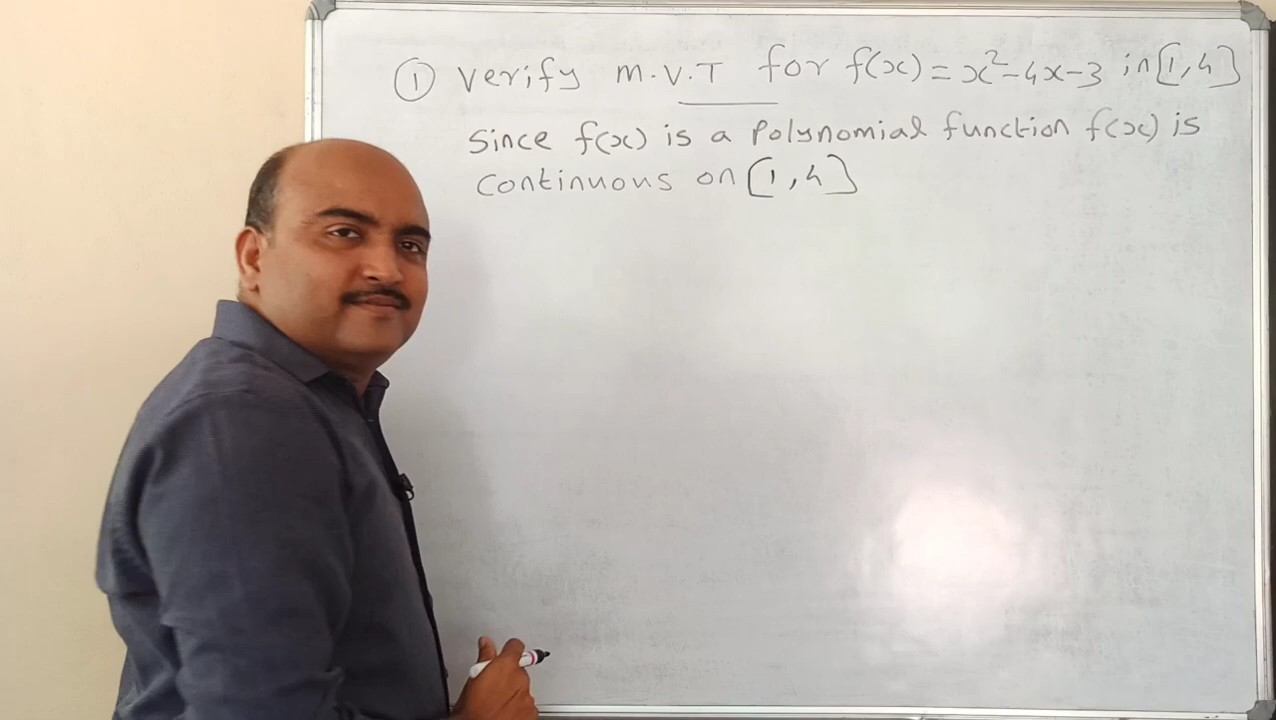 ① Verify M.V.T for f(x) = x²-4x-3 in [1,4]
Since f(x) is a Polynomial function f(x) is
Continuous on [1,4]